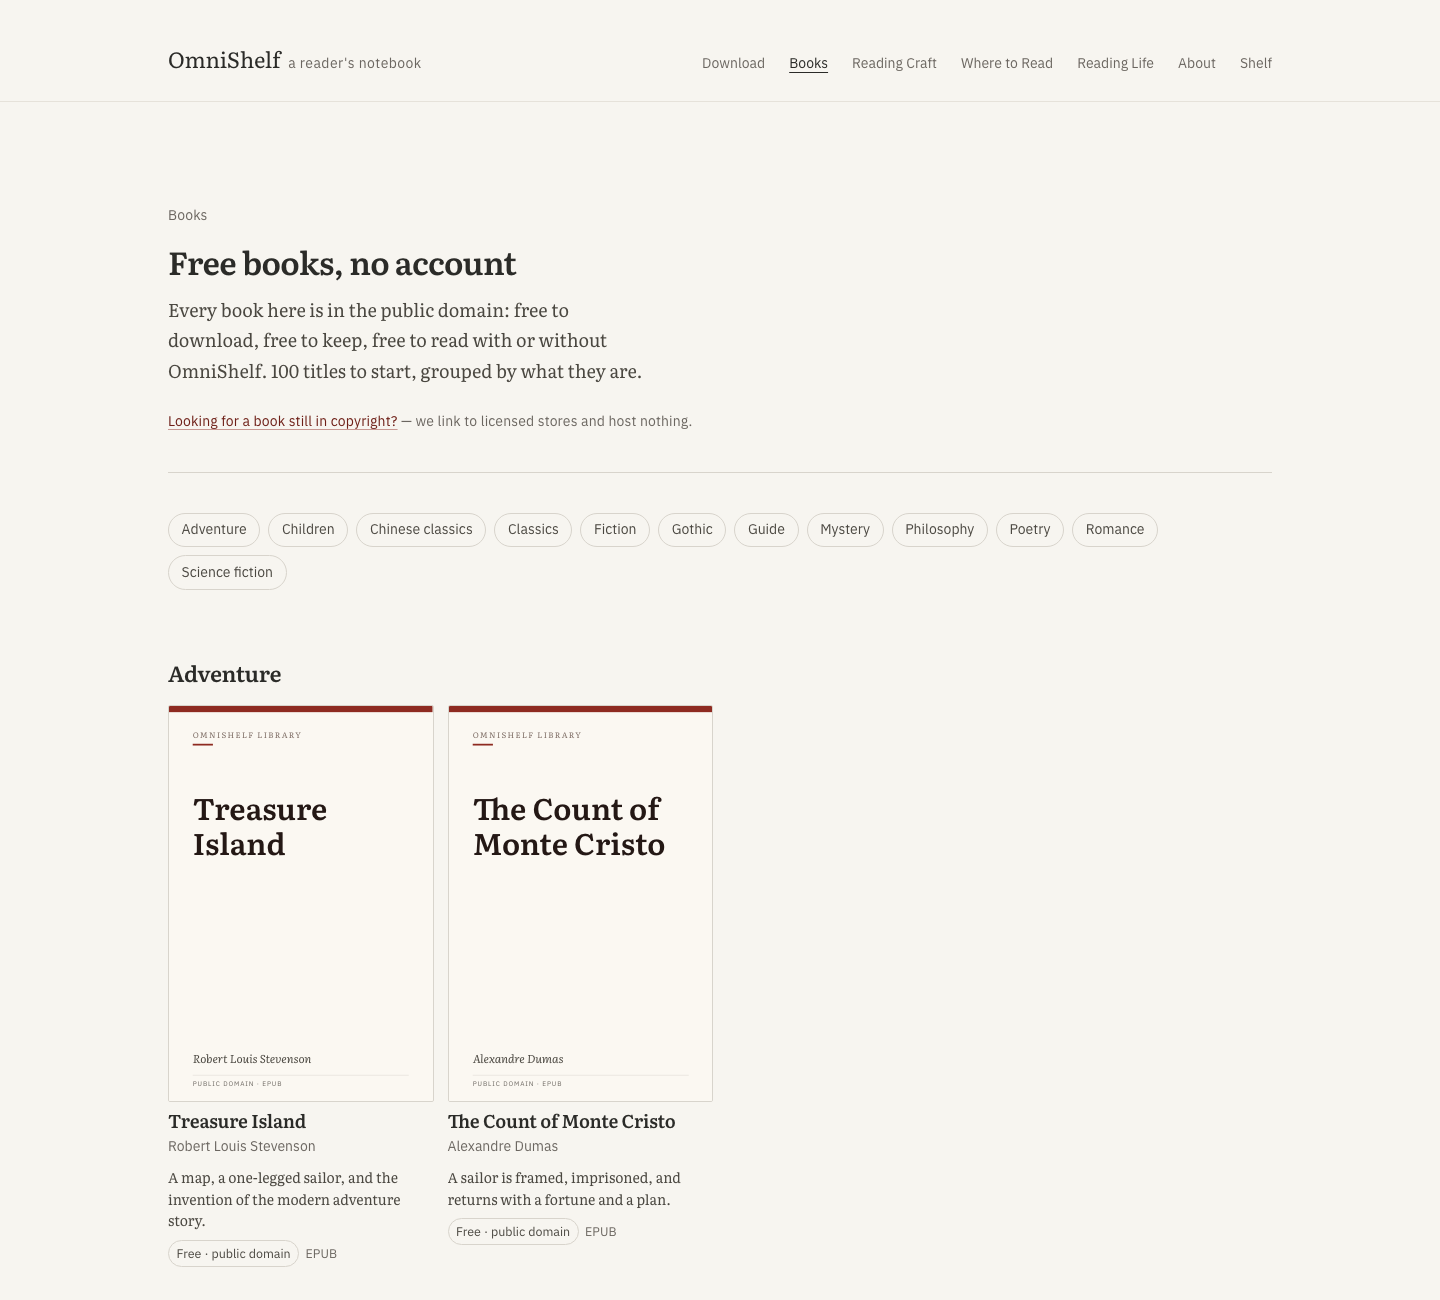 OmniShelf a reader's notebook
Download Books Reading Craft Where to Read Reading Life About Shelf
Books
Free books, no account
Every book here is in the public domain: free to
download, free to keep, free to read with or without
OmniShelf. 100 titles to start, grouped by what they are.
Looking for a book still in copyright? — we link to licensed stores and host nothing.
Adventure Children Chinese classics Classics Fiction Gothic Guide Mystery Philosophy Poetry Romance
Science fiction
Adventure
OMNISHELF LIBRARY
Treasure
Island
Robert Louis Stevenson
PUBLIC DOMAIN · EPUB
Treasure Island
Robert Louis Stevenson
A map, a one-legged sailor, and the
invention of the modern adventure
story.
Free · public domain EPUB
OMNISHELF LIBRARY
The Count of
Monte Cristo
Alexandre Dumas
PUBLIC DOMAIN · EPUB
The Count of Monte Cristo
Alexandre Dumas
A sailor is framed, imprisoned, and
returns with a fortune and a plan.
Free · public domain EPUB